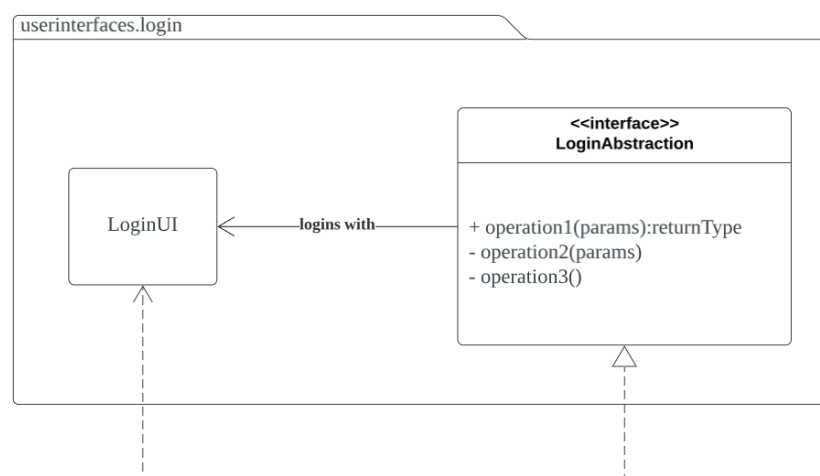 userinterfaces.login
<<interface>>
LoginAbstraction
LoginUI
logins with
+ operation1(params):returnType
- operation2(params)
- operation3()